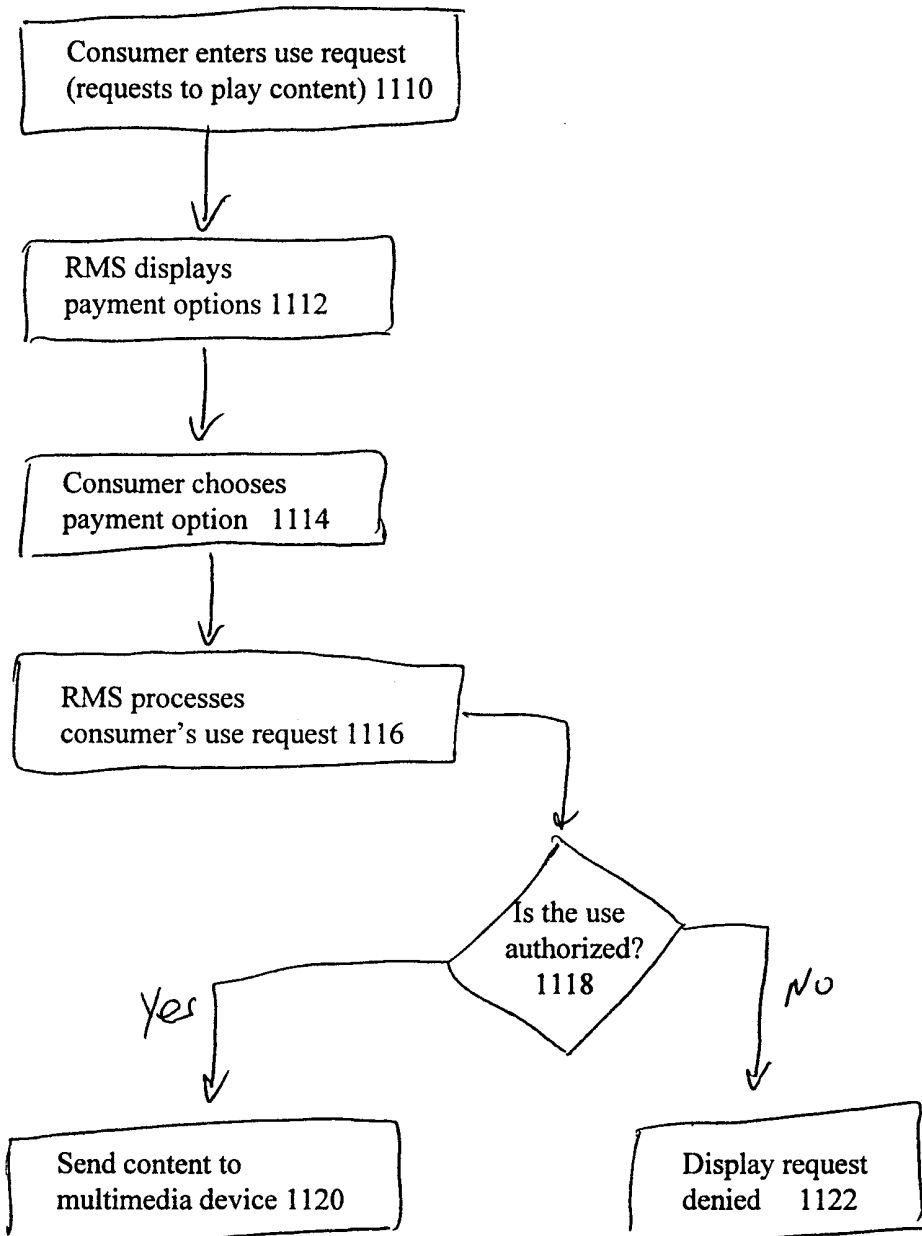 Consumer enters use request
(requests to play content) 1110
RMS displays
payment options 1112
Consumer chooses
payment option 1114
RMS processes
consumer's use request 1116
Is the use
authorized?
1118
Yes
No
Send content to
multimedia device 1120
Display request
denied 1122